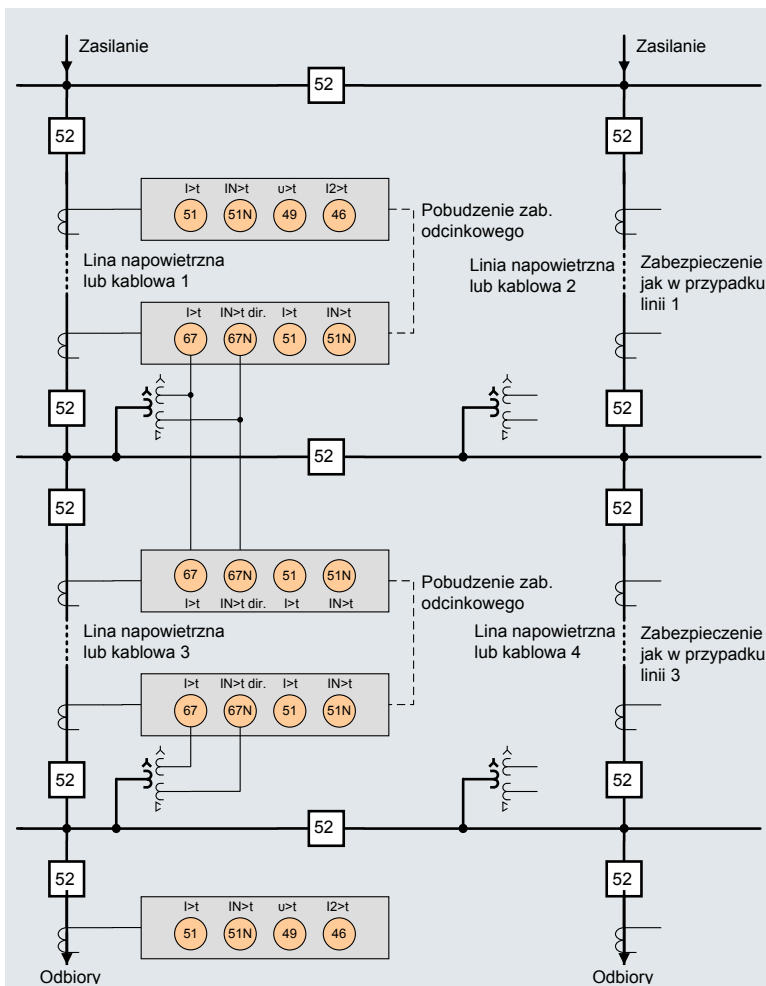 Zasilanie
Zasilanie
52
52
52
I>t IN>t υ>t I2>t
51 51N 49 46
Pobudzenie zab.
odcinkowego
Lina napowietrzna
lub kablowa 1
Linia napowietrzna
lub kablowa 2
Zabezpieczenie
jak w przypadku
linii 1
I>t IN>t dir. I>t IN>t
67 67N 51 51N
52
52
52
52
52
67 67N 51 51N
I>t IN>t dir. I>t IN>t
Pobudzenie zab.
odcinkowego
Lina napowietrzna
lub kablowa 3
Lina napowietrzna
lub kablowa 4
Zabezpieczenie
jak w przypadku
linii 3
I>t IN>t dir. I>t IN>t
67 67N 51 51N
52
52
52
52
52
I>t IN>t υ>t I2>t
51 51N 49 46
Odbiory
Odbiory